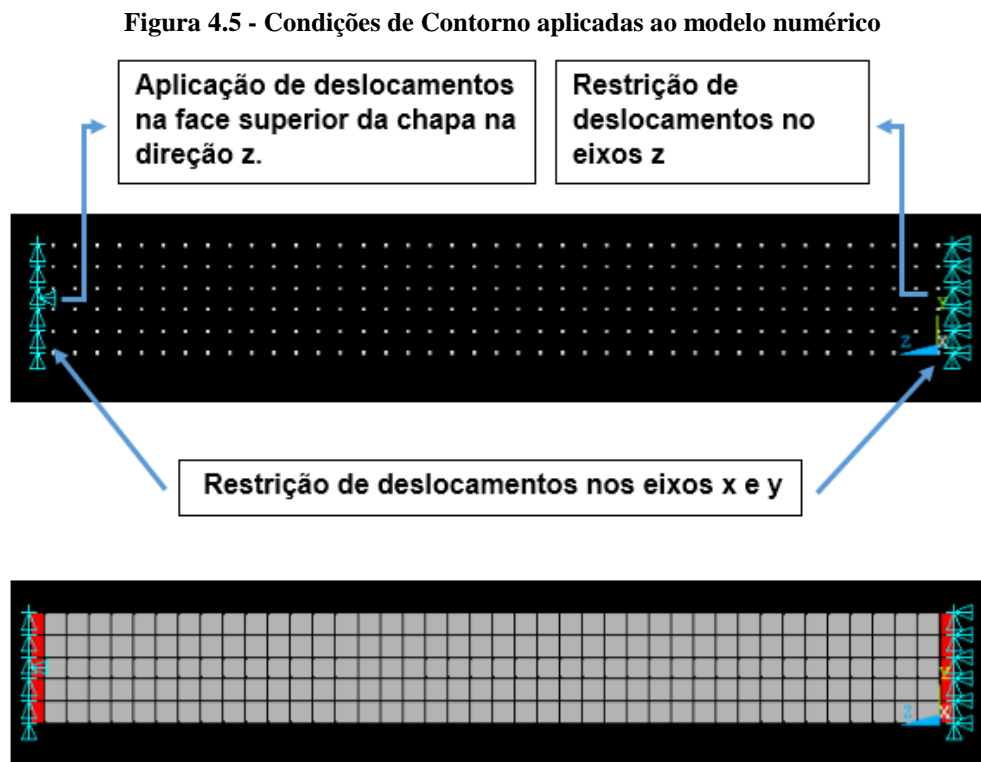 Figura 4.5 - Condições de Contorno aplicadas ao modelo numérico
Aplicação de deslocamentos
na face superior da chapa na
direção z.
Restrição de
deslocamentos no
eixos z
Y
Z
X
Restrição de deslocamentos nos eixos x e y
Y
Z
X